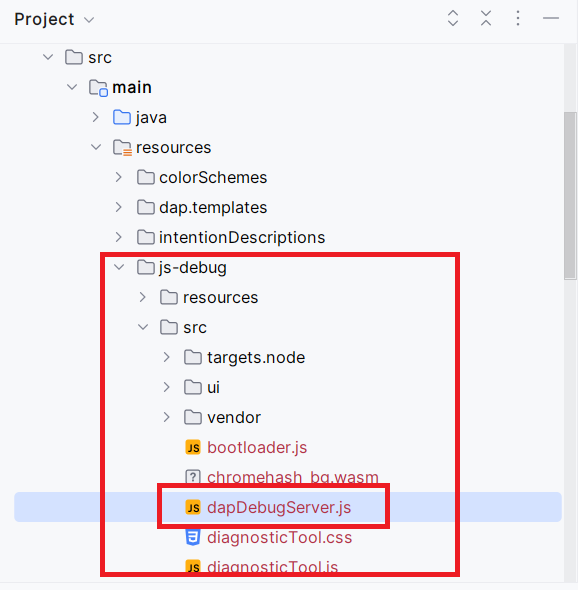 Project
src
main
java
resources
colorSchemes
dap.templates
intentionDescriptions
js-debug
resources
src
targets.node
ui
vendor
JS bootloader.js
? chromehash_bg.wasm
JS dapDebugServer.js
diagnosticTool.css
JS diagnosticTool.js